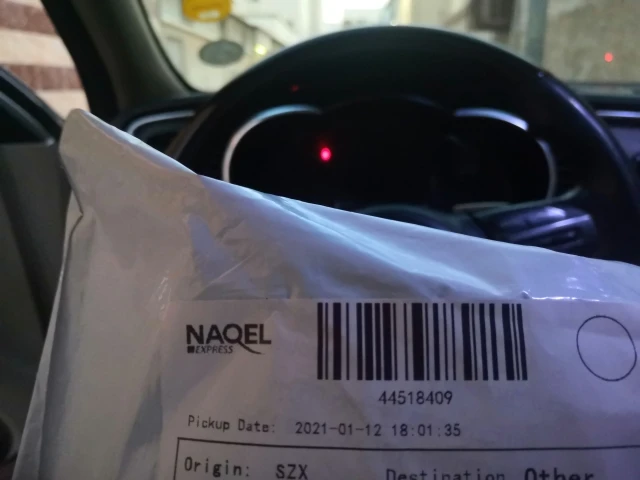 NAQEL
EXPRESS
44518409
Pickup Date: 2021-01-12 18:01:35
Origin: SZX Destination Other